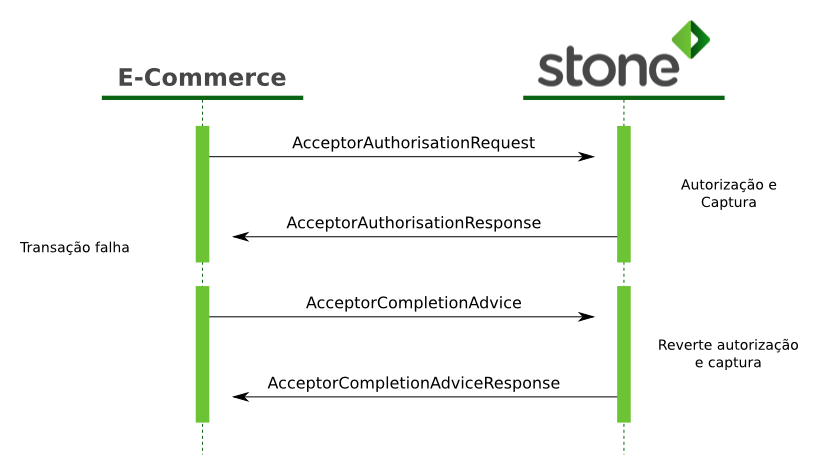 E-Commerce
stone
AcceptorAuthorisationRequest
Autorização e
Captura
AcceptorAuthorisationResponse
Transação falha
AcceptorCompletionAdvice
Reverte autorização
e captura
AcceptorCompletionAdviceResponse